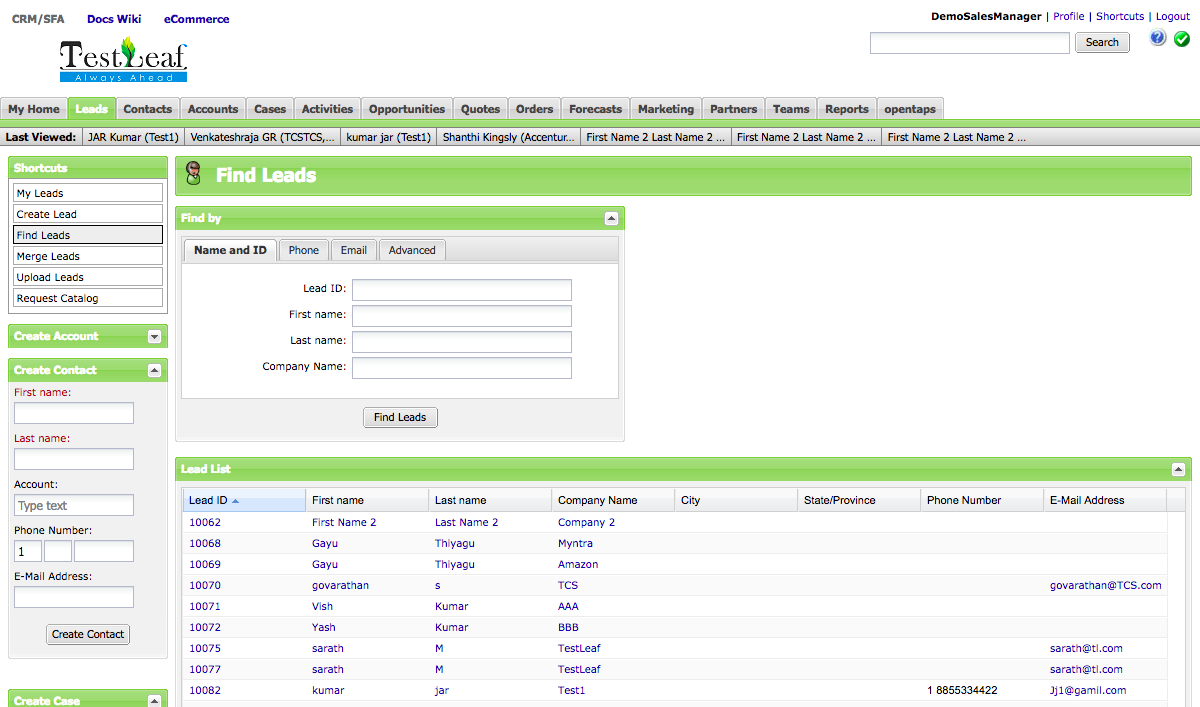 CRM/SFA Docs Wiki eCommerce
DemoSalesManager | Profile | Shortcuts | Logout
TestLeaf
Always Ahead
Search
?
My Home Leads Contacts Accounts Cases Activities Opportunities Quotes Orders Forecasts Marketing Partners Teams Reports opentaps
Last Viewed: JAR Kumar (Test1) Venkateshraja GR (TCSTCS,... kumar jar (Test1) Shanthi Kingsly (Accentur... First Name 2 Last Name 2 ... First Name 2 Last Name 2 ... First Name 2 Last Name 2 ...
Shortcuts
My Leads
Create Lead
Find Leads
Merge Leads
Upload Leads
Request Catalog
Create Account
Create Contact
First name:
Last name:
Account:
Type text
Phone Number:
1
E-Mail Address:
Create Contact
Create Case
Find Leads
Find by
Name and ID Phone Email Advanced
Lead ID:
First name:
Last name:
Company Name:
Find Leads
Lead List
Lead ID First name Last name Company Name City State/Province Phone Number E-Mail Address
10062 First Name 2 Last Name 2 Company 2
10068 Gayu Thiyagu Myntra
10069 Gayu Thiyagu Amazon
10070 govarathan s TCS govarathan@TCS.com
10071 Vish Kumar AAA
10072 Yash Kumar BBB
10075 sarath M TestLeaf sarath@tl.com
10077 sarath M TestLeaf sarath@tl.com
10082 kumar jar Test1 1 8855334422 Jj1@gamil.com